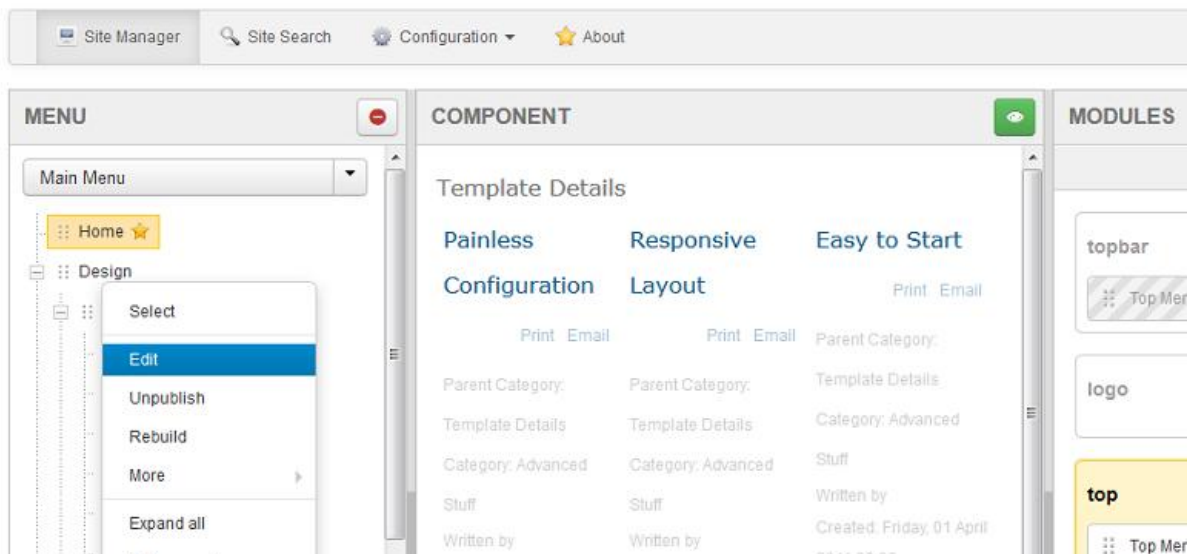 Site Manager Site Search Configuration About
MENU
COMPONENT
MODULES
Main Menu
Home
Design
Select
Edit
Unpublish
Rebuild
More
Expand all
Template Details
Painless
Configuration
Print Email
Parent Category:
Template Details
Category: Advanced
Stuff
Written by
Responsive
Layout
Print Email
Parent Category:
Template Details
Category: Advanced
Stuff
Written by
Easy to Start
Print Email
Parent Category:
Template Details
Category: Advanced
Stuff
Written by
Created: Friday, 01 April
topbar
Top Mer
logo
top
Top Mer